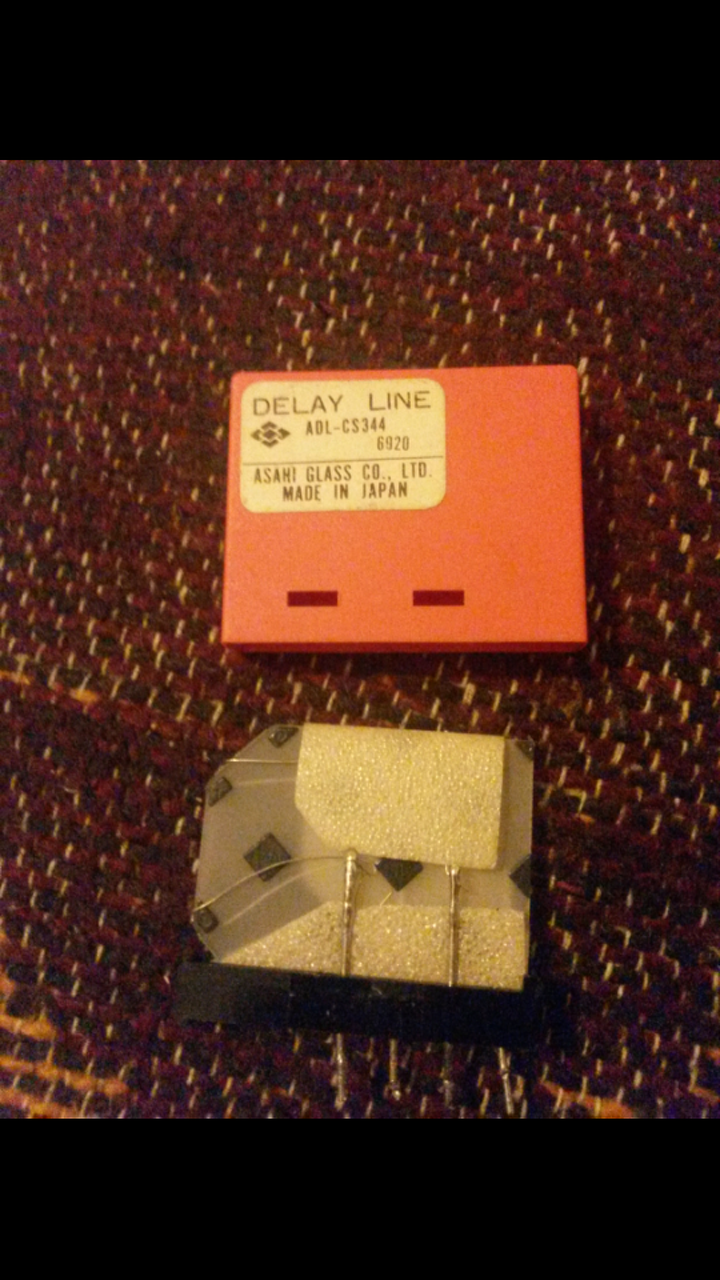 DELAY LINE
ADL-CS344
6920
ASAHI GLASS CO., LTD.
MADE IN JAPAN